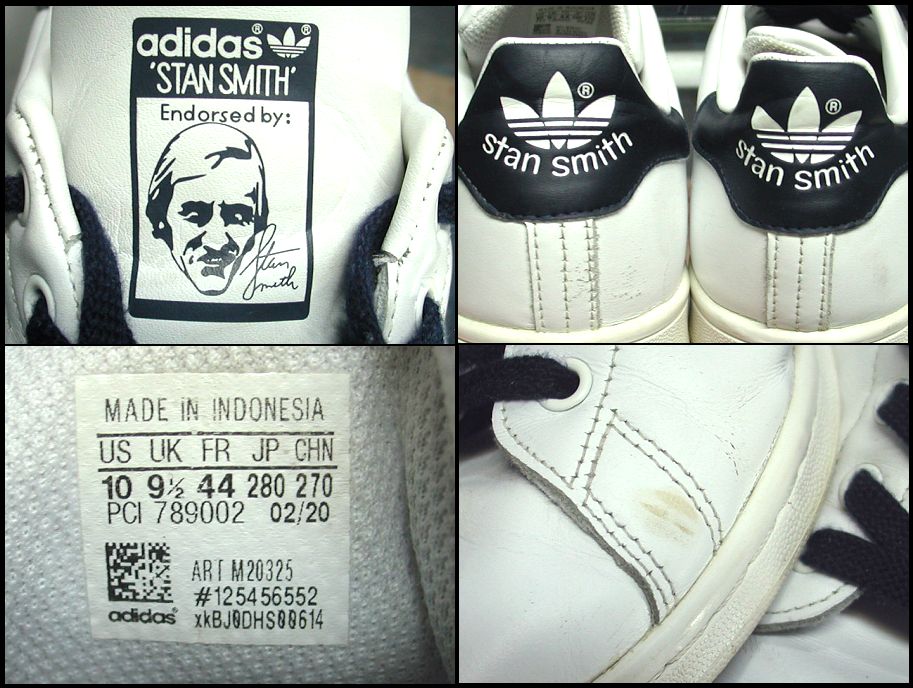 adidas
'STAN SMITH'
Endorsed by:
Stan
Smith
®
stan smith
®
stan smith
MADE IN INDONESIA
US UK FR JP CHN
10 9½ 44 280 270
PCI 789002 02/20
ART M20325
#125456552
adidas® xkBJ0DHS00614